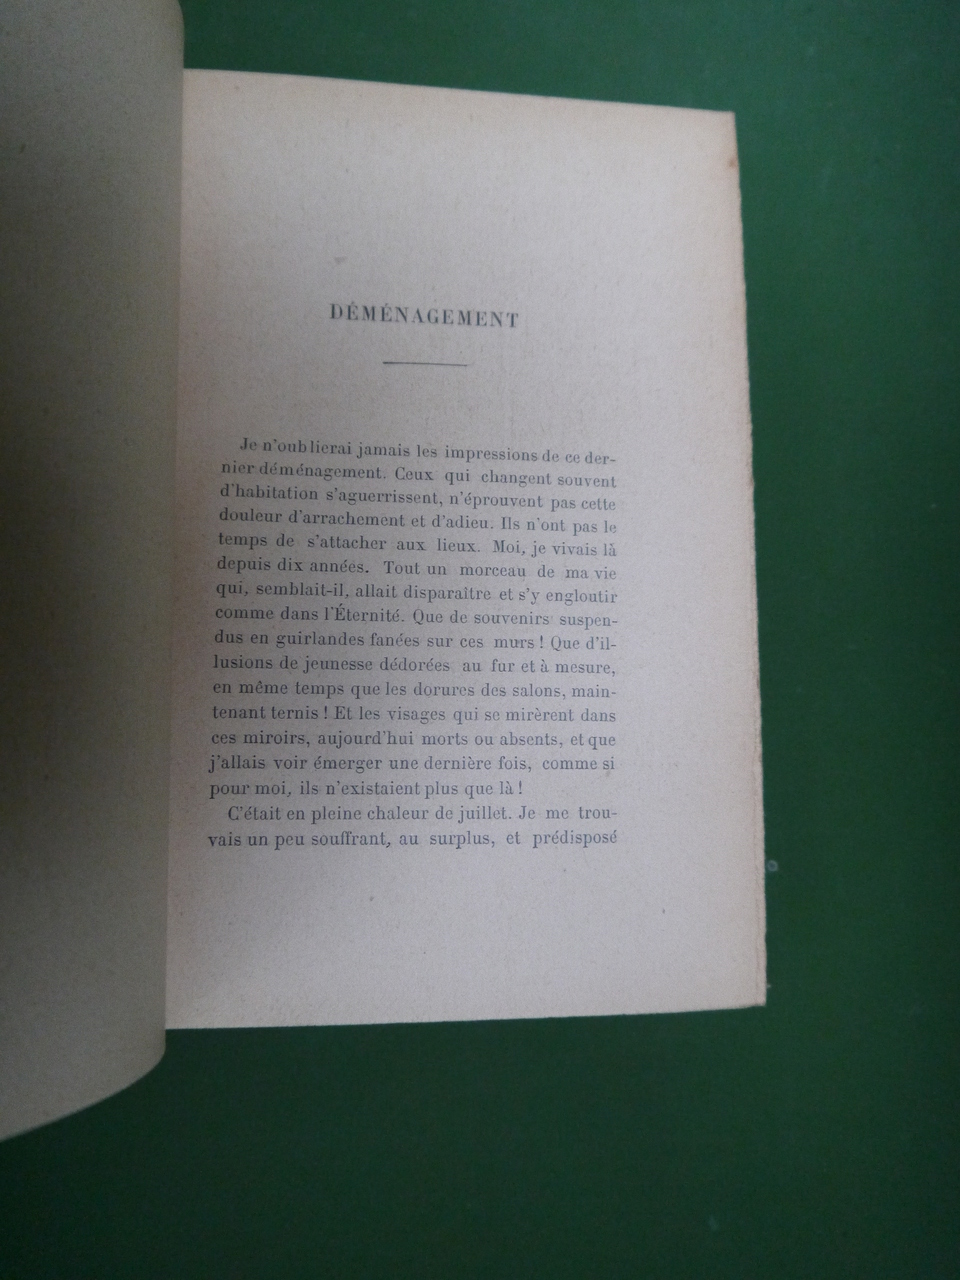 DÉMÉNAGEMENT
Je n'oublierai jamais les impressions de ce der-
nier déménagement. Ceux qui changent souvent
d'habitation s'aguerrissent, n'éprouvent pas cette
douleur d'arrachement et d'adieu. Ils n'ont pas le
temps de s'attacher aux lieux. Moi, je vivais là
depuis dix années. Tout un morceau de ma vie
qui, semblait-il, allait disparaître et s'y engloutir
comme dans l'Éternité. Que de souvenirs suspen-
dus en guirlandes fanées sur ces murs ! Que d'il-
lusions de jeunesse dédorées au fur et à mesure,
en même temps que les dorures des salons, main-
tenant ternis ! Et les visages qui se mirèrent dans
ces miroirs, aujourd'hui morts ou absents, et que
j'allais voir émerger une dernière fois, comme si
pour moi, ils n'existaient plus que là !
C'était en pleine chaleur de juillet. Je me trou-
vais un peu souffrant, au surplus, et prédisposé